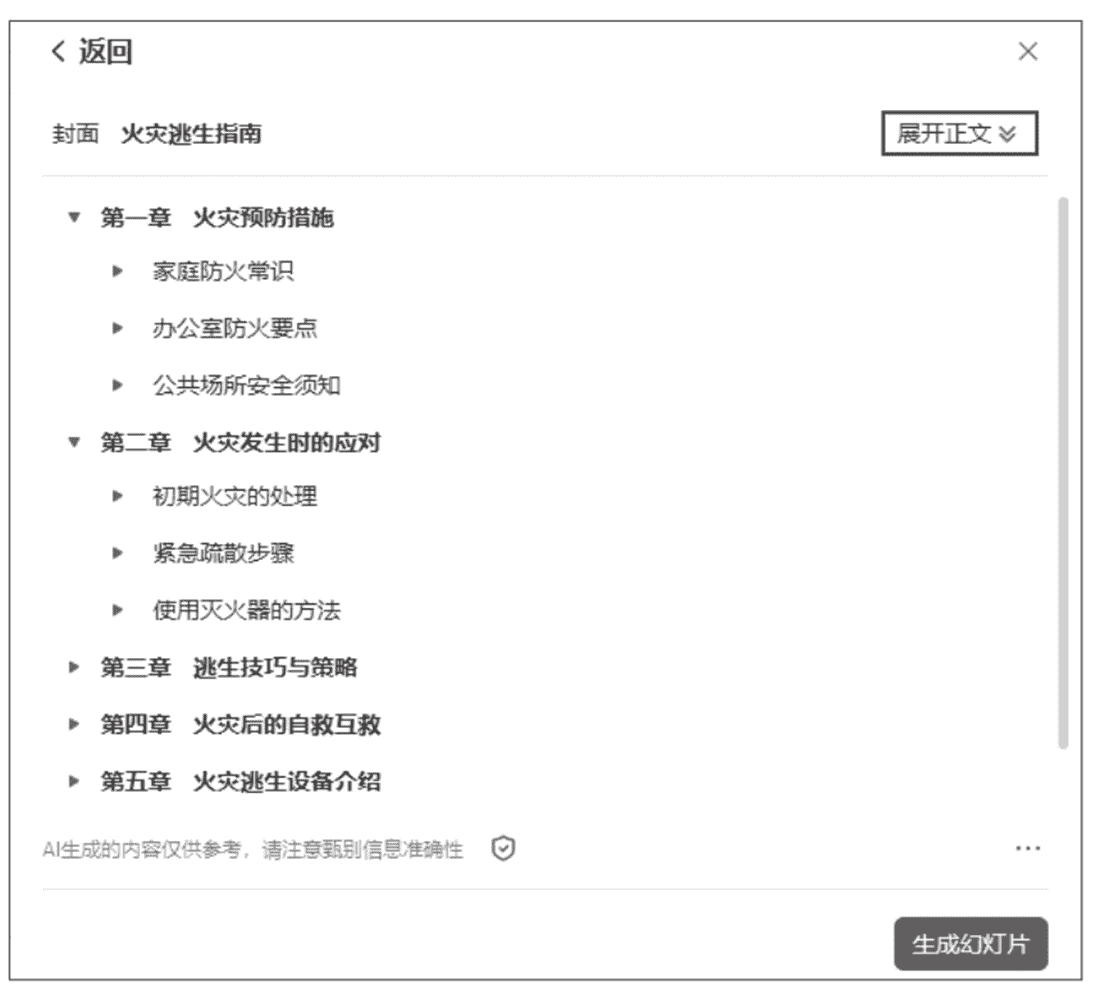 返回
封面 火灾逃生指南 展开正文
第一章 火灾预防措施
家庭防火常识
办公室防火要点
公共场所安全须知
第二章 火灾发生时的应对
初期火灾的处理
紧急疏散步骤
使用灭火器的方法
第三章 逃生技巧与策略
第四章 火灾后的自救互救
第五章 火灾逃生设备介绍
AI生成的内容仅供参考，请注意甄别信息准确性
生成幻灯片